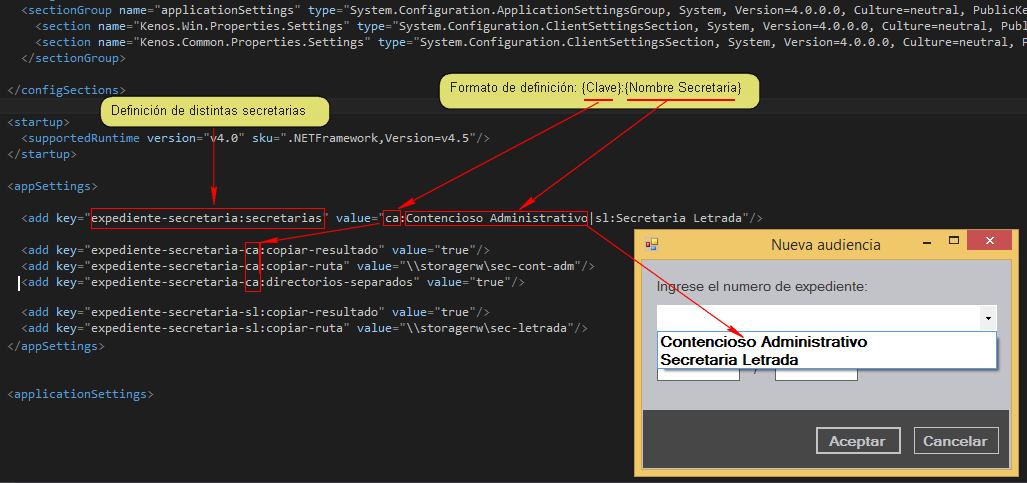 <sectionGroup name="applicationSettings" type="System.Configuration.ApplicationSettingsGroup, System, Version=4.0.0.0, Culture=neutral, PublicKe
<section name="Kenos.Win.Properties.Settings" type="System.Configuration.ClientSettingsSection, System, Version=4.0.0.0, Culture=neutral, Publ
<section name="Kenos.Common.Properties.Settings" type="System.Configuration.ClientSettingsSection, System, Version=4.0.0.0, Culture=neutral, P
</sectionGroup>
</configSections>
Formato de definición: {Clave}:{Nombre Secretaria}
Definición de distintas secretarias
<startup>
<supportedRuntime version="v4.0" sku=".NETFramework,Version=v4.5"/>
</startup>
<appSettings>
<add key="expediente-secretaria:secretarias" value="ca:Contencioso Administrativo|sl:Secretaria Letrada"/>
<add key="expediente-secretaria-ca:copiar-resultado" value="true"/>
<add key="expediente-secretaria-ca:copiar-ruta" value="\\storagerw\sec-cont-adm"/>
<add key="expediente-secretaria-ca:directorios-separados" value="true"/>
<add key="expediente-secretaria-sl:copiar-resultado" value="true"/>
<add key="expediente-secretaria-sl:copiar-ruta" value="\\storagerw\sec-letrada"/>
</appSettings>
<applicationSettings>
Nueva audiencia
Ingrese el numero de expediente:
Contencioso Administrativo
Secretaria Letrada
Aceptar
Cancelar